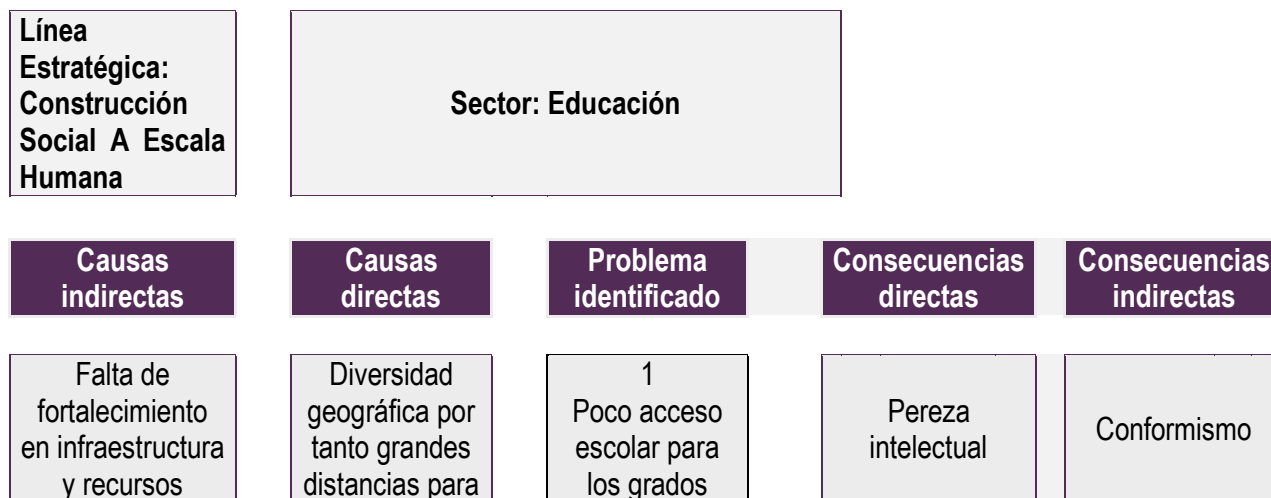 Línea
Estratégica:
Construcción
Social A Escala
Humana
Sector: Educación
Causas
indirectas
Causas
directas
Problema
identificado
Consecuencias
directas
Consecuencias
indirectas
Falta de
fortalecimiento
en infraestructura
y recursos
Diversidad
geográfica por
tanto grandes
distancias para
1
Poco acceso
escolar para
los grados
Pereza
intelectual
Conformismo